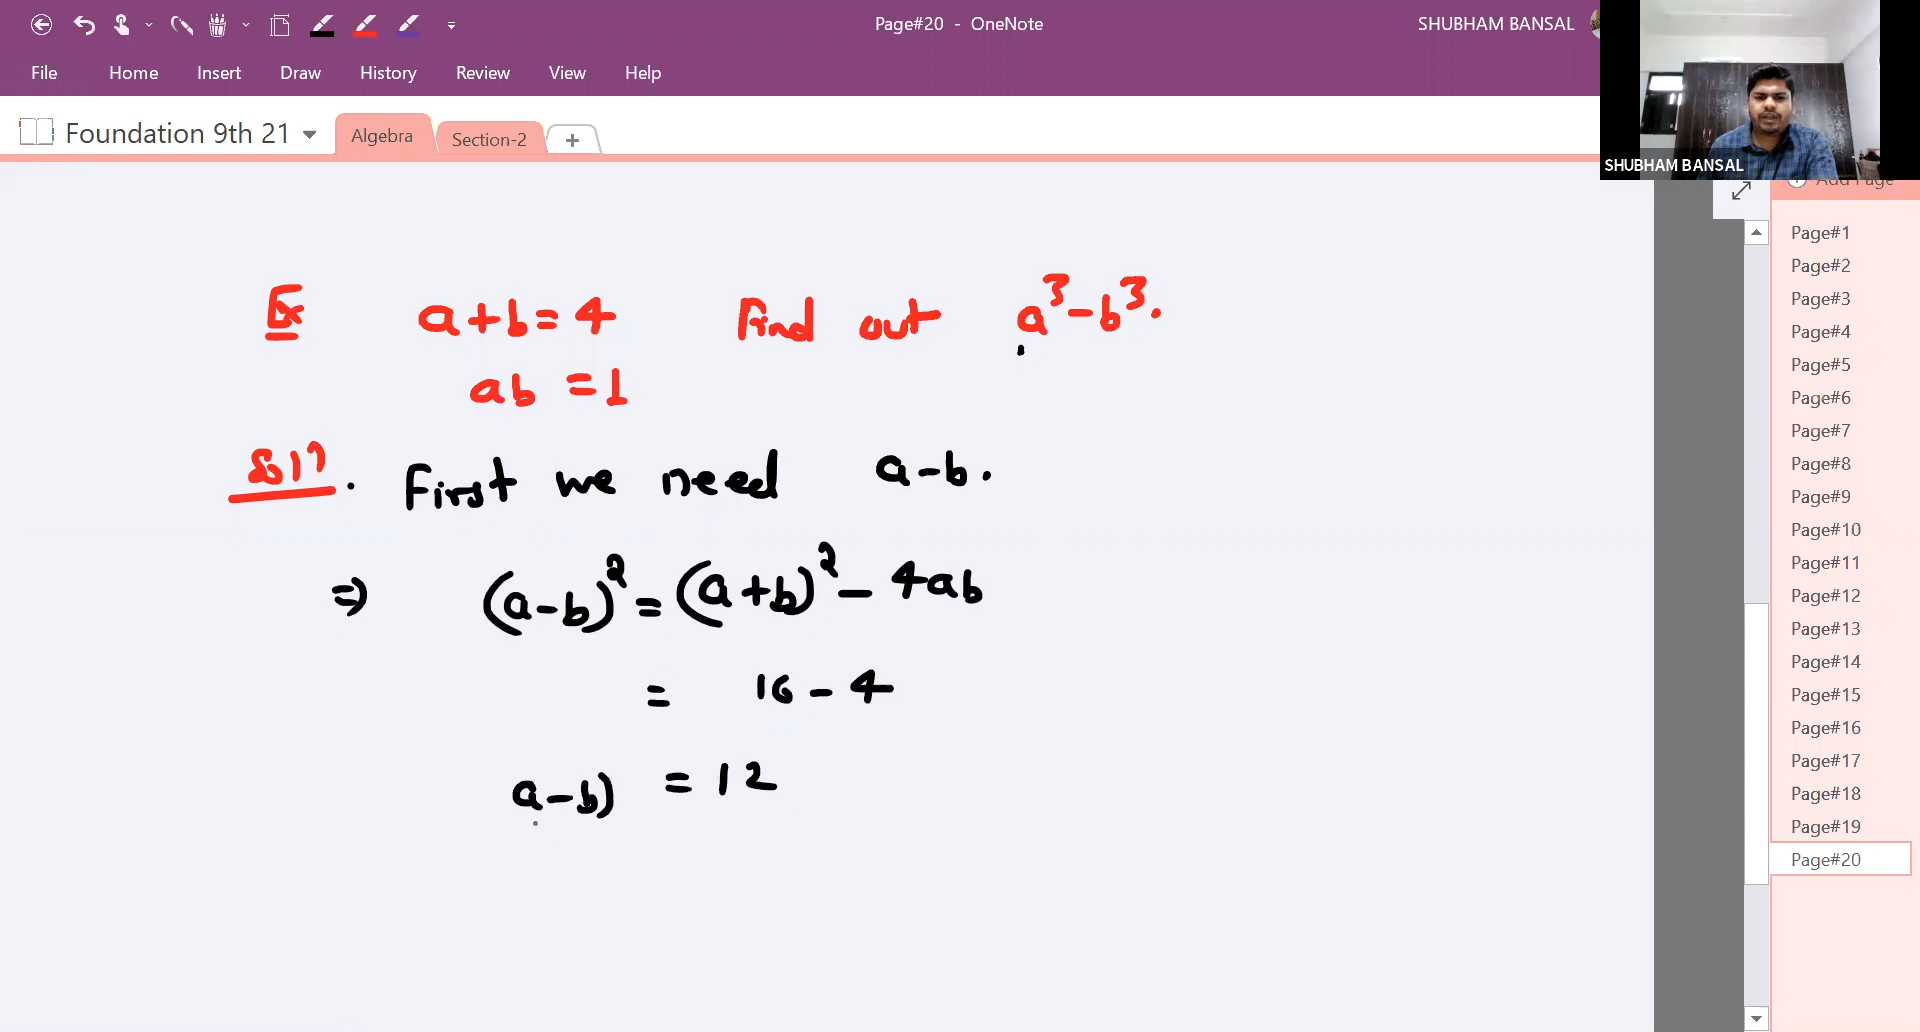 Page#20 - OneNote
SHUBHAM BANSAL
File Home Insert Draw History Review View Help
SHUBHAM BANSAL
Foundation 9th 21
Algebra
Section-2
+
Add Page
Page#1
Page#2
Page#3
Page#4
Page#5
Page#6
Page#7
Page#8
Page#9
Page#10
Page#11
Page#12
Page#13
Page#14
Page#15
Page#16
Page#17
Page#18
Page#19
Page#20
Ex a+b=4 Find out a³-b³.
ab =1
Solⁿ. First we need a-b.
⇒ (a-b)² = (a+b)² - 4ab
= 16 - 4
a-b) = 12